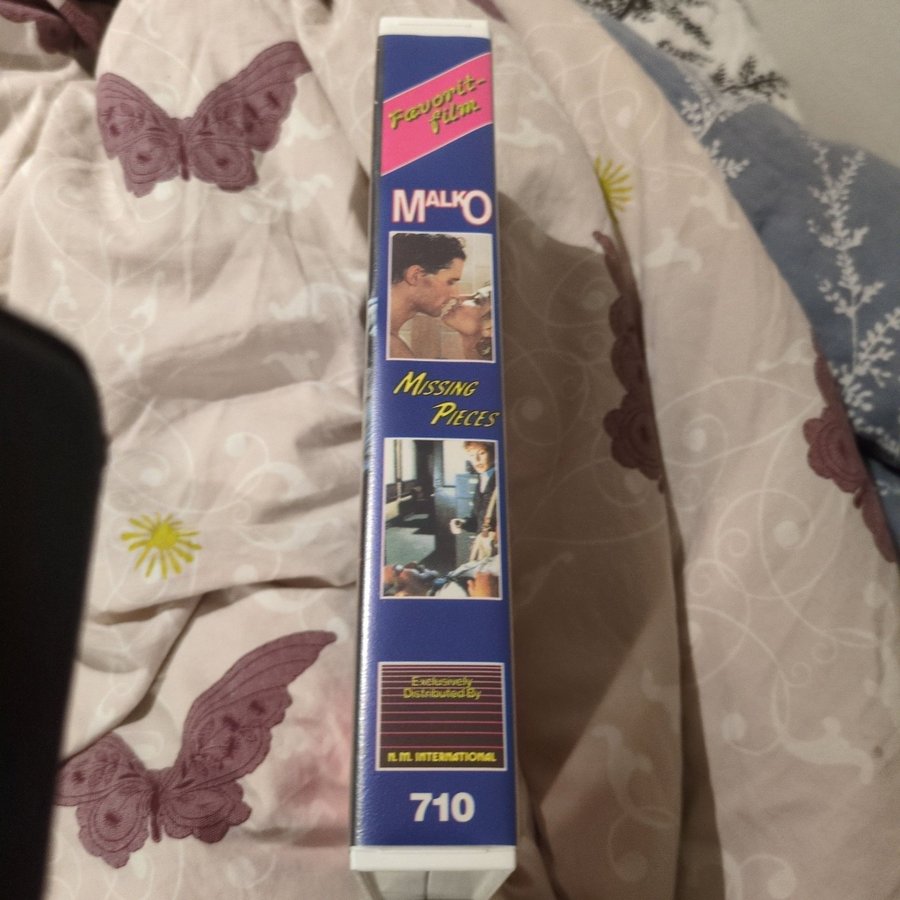 Favorit-
film
MALKO
MISSING
PIECES
Exclusively
Distributed By
N. M. INTERNATIONAL
710